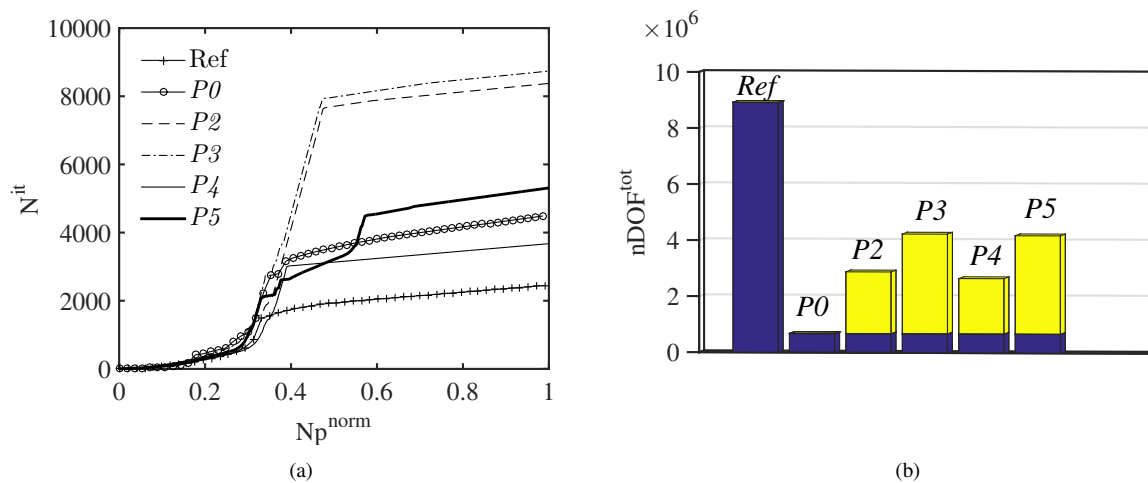 10000
8000
6000
4000
2000
0
N^it
Ref
P0
P2
P3
P4
P5
0 0.2 0.4 0.6 0.8 1
Np^norm
(a)
×10^6
10
8
6
4
2
0
nDOF^tot
Ref
P0
P2
P3
P4
P5
(b)